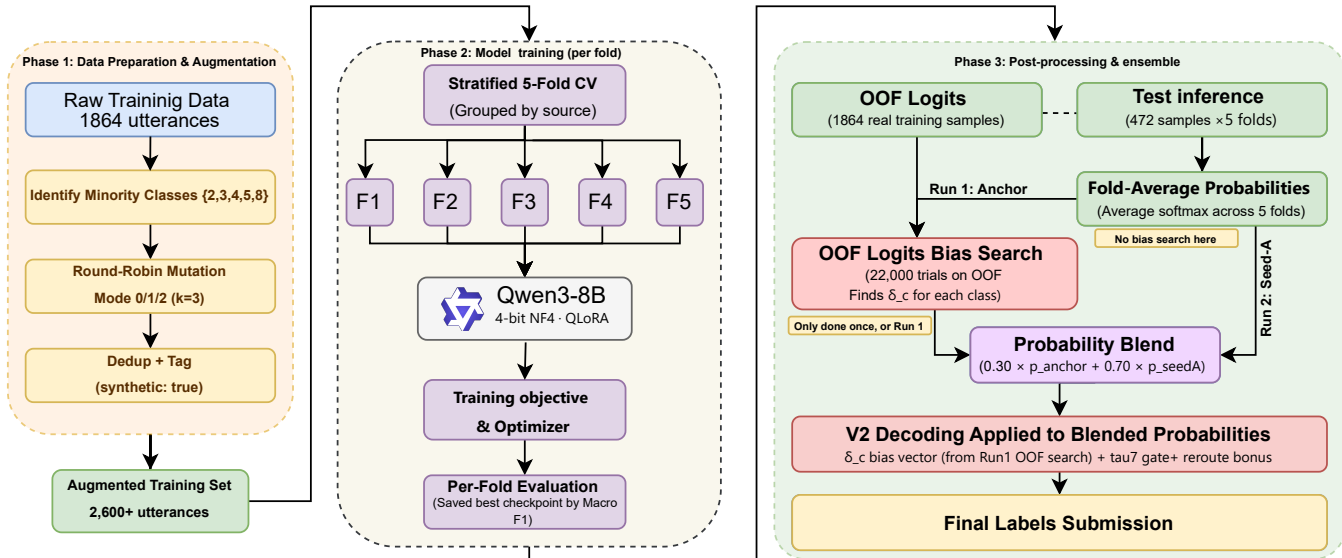 Phase 1: Data Preparation & Augmentation
Raw Traininig Data
1864 utterances
Identify Minority Classes {2,3,4,5,8}
Round-Robin Mutation
Mode 0/1/2 (k=3)
Dedup + Tag
(synthetic: true)
Augmented Training Set
2,600+ utterances
Phase 2: Model training (per fold)
Stratified 5-Fold CV
(Grouped by source)
F1
F2
F3
F4
F5
Qwen3-8B
4-bit NF4 · QLoRA
Training objective
& Optimizer
Per-Fold Evaluation
(Saved best checkpoint by Macro
F1)
Phase 3: Post-processing & ensemble
OOF Logits
(1864 real training samples)
Test inference
(472 samples ×5 folds)
Run 1: Anchor
Fold-Average Probabilities
(Average softmax across 5 folds)
No bias search here
OOF Logits Bias Search
(22,000 trials on OOF
Finds δ_c for each class)
Only done once, or Run 1
Run 2: Seed-A
Probability Blend
(0.30 × p_anchor + 0.70 × p_seedA)
V2 Decoding Applied to Blended Probabilities
δ_c bias vector (from Run1 OOF search) + tau7 gate+ reroute bonus
Final Labels Submission